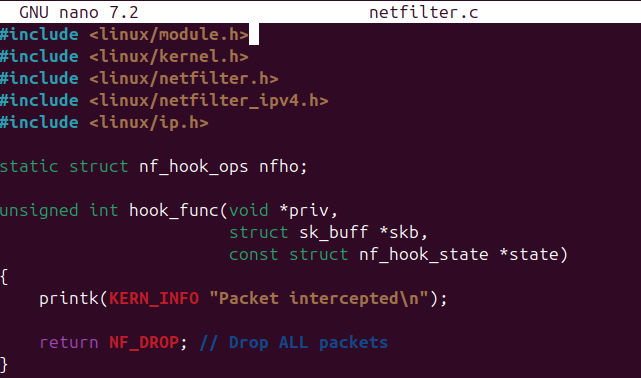 GNU nano 7.2 netfilter.c
#include <linux/module.h>
#include <linux/kernel.h>
#include <linux/netfilter.h>
#include <linux/netfilter_ipv4.h>
#include <linux/ip.h>
static struct nf_hook_ops nfho;
unsigned int hook_func(void *priv,
struct sk_buff *skb,
const struct nf_hook_state *state)
{
printk(KERN_INFO "Packet intercepted\n");
return NF_DROP; // Drop ALL packets
}